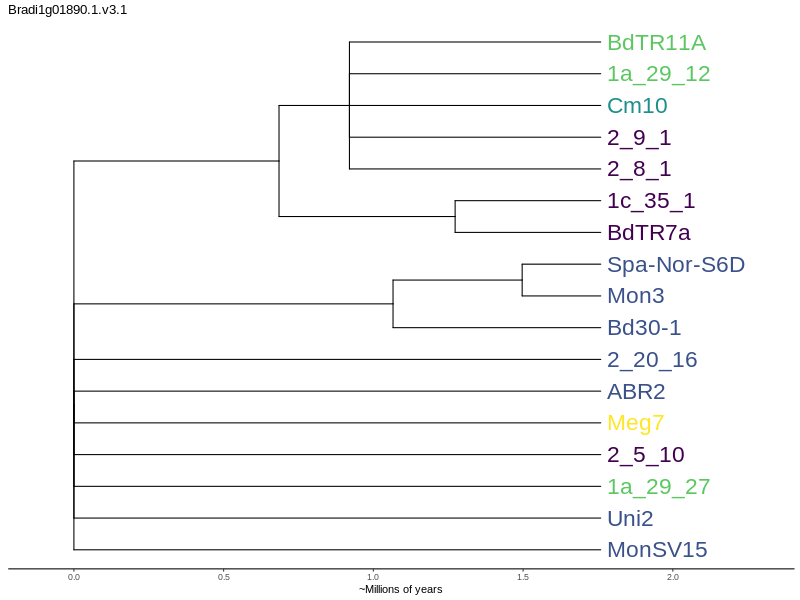 Bradi1g01890.1.v3.1
BdTR11A
1a_29_12
Cm10
2_9_1
2_8_1
1c_35_1
BdTR7a
Spa-Nor-S6D
Mon3
Bd30-1
2_20_16
ABR2
Meg7
2_5_10
1a_29_27
Uni2
MonSV15
0.0 0.5 1.0 1.5 2.0
~Millions of years